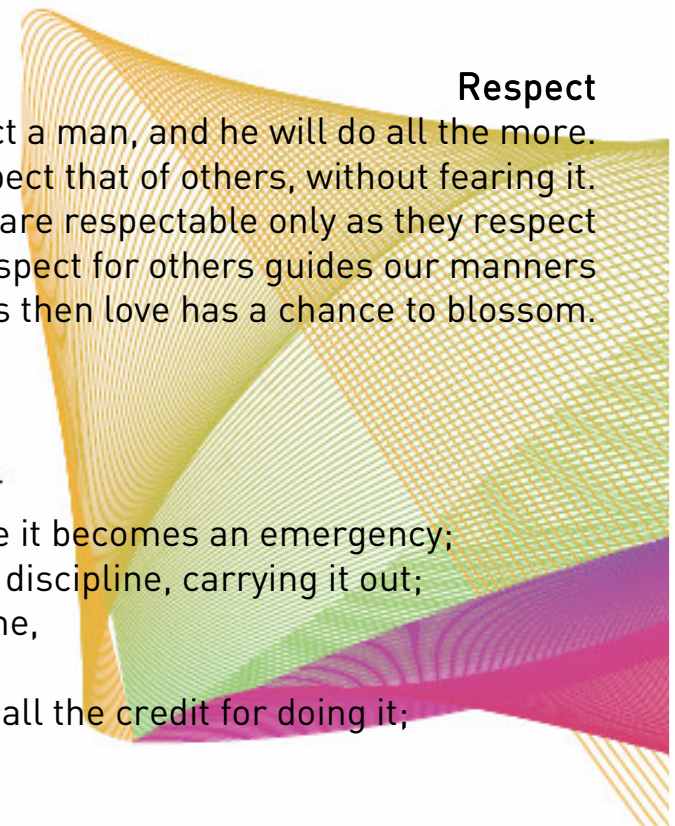 Respect
ct a man, and he will do all the more.
pect that of others, without fearing it.
are respectable only as they respect
spect for others guides our manners
s then love has a chance to blossom.
e it becomes an emergency;
discipline, carrying it out;
ne,
all the credit for doing it;